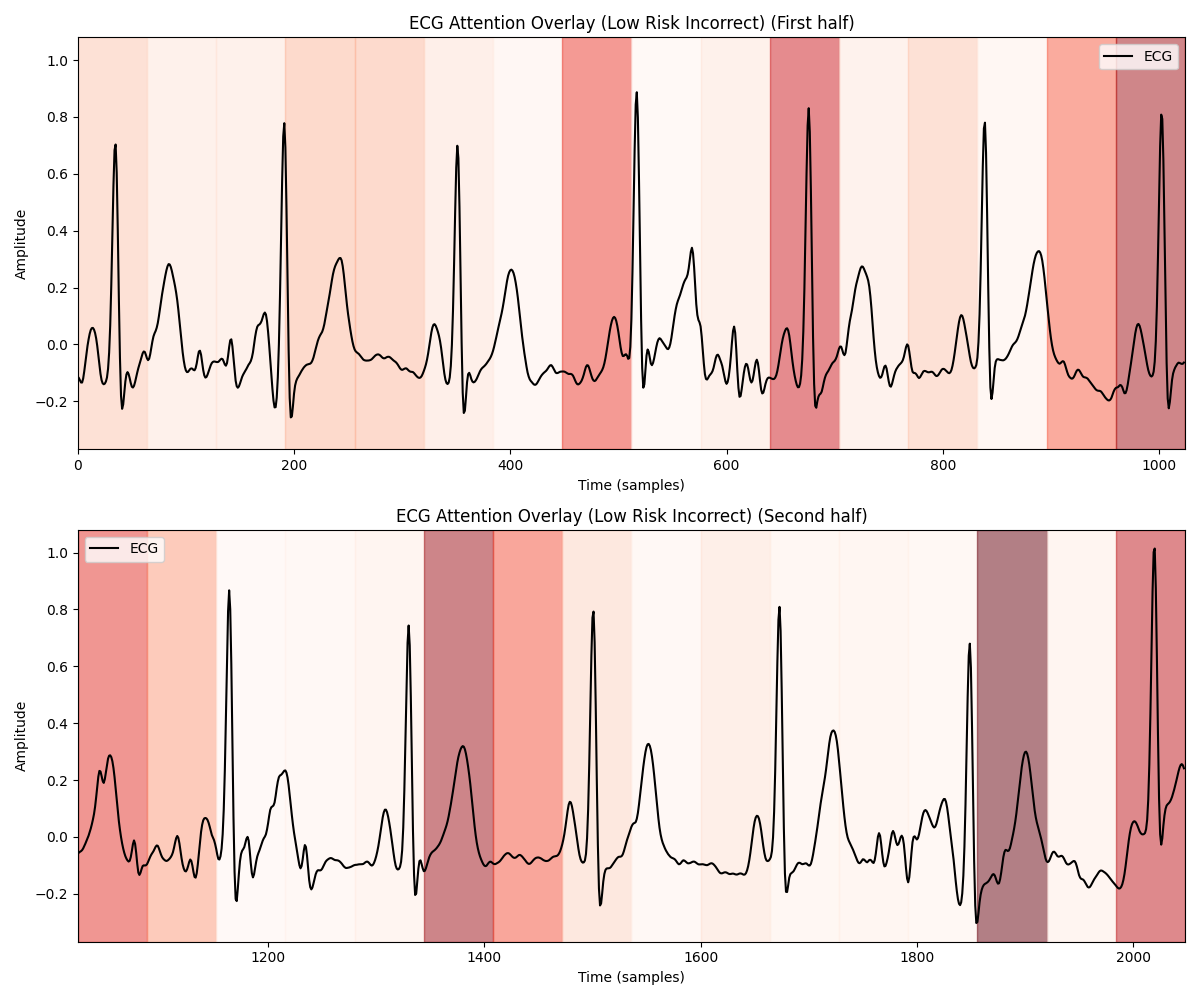 ECG Attention Overlay (Low Risk Incorrect) (First half)
1.0
0.8
0.6
0.4
0.2
0.0
−0.2
Amplitude
ECG
0 200 400 600 800 1000
Time (samples)
ECG Attention Overlay (Low Risk Incorrect) (Second half)
1.0
0.8
0.6
0.4
0.2
0.0
−0.2
Amplitude
ECG
1200 1400 1600 1800 2000
Time (samples)